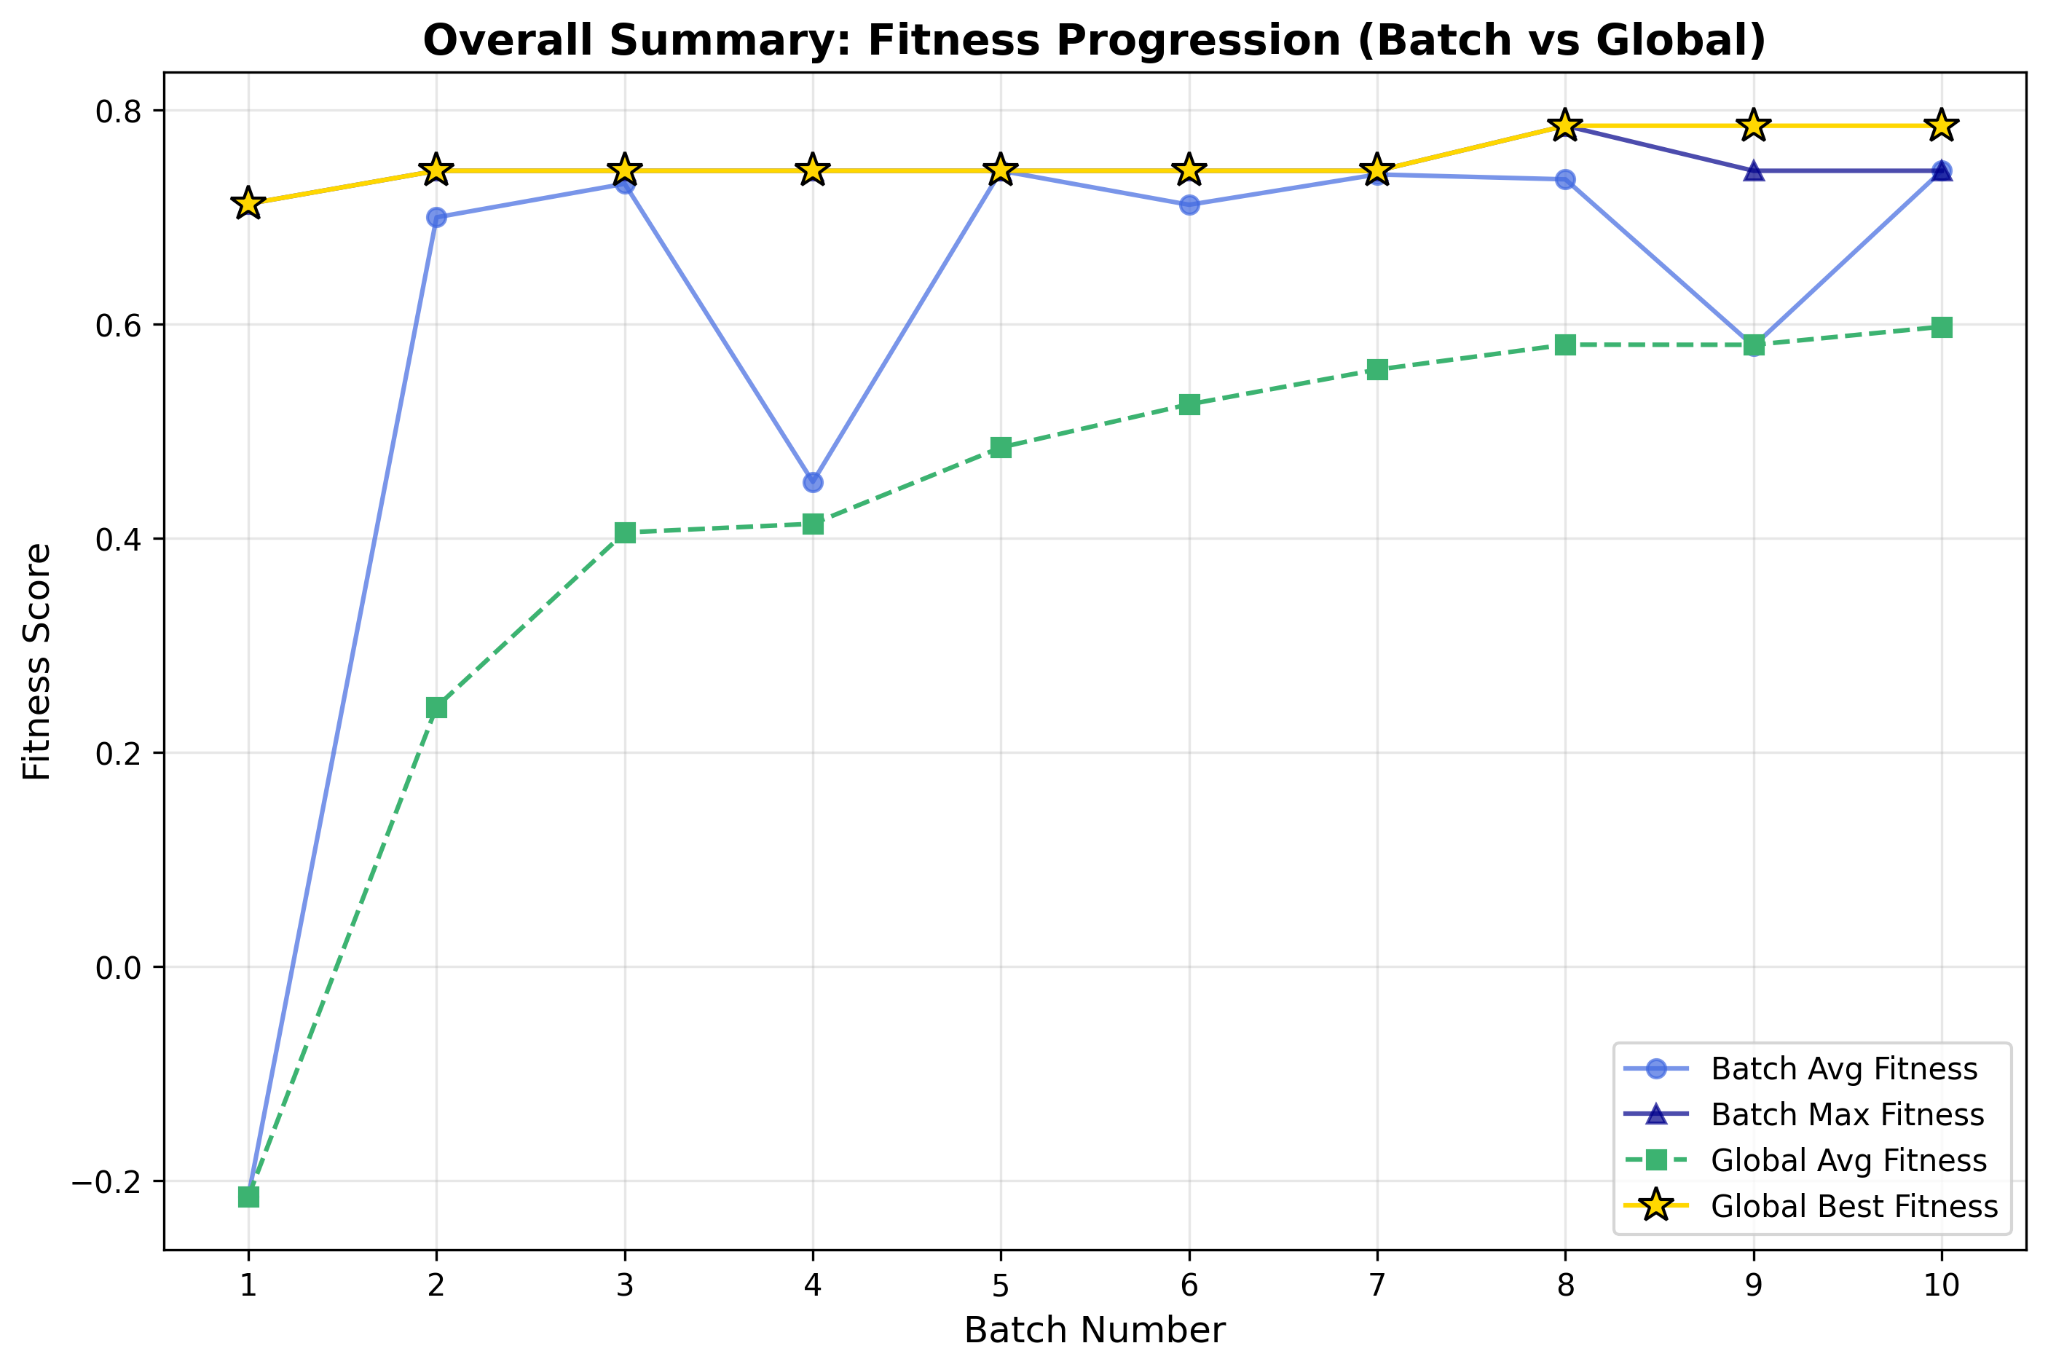 Overall Summary: Fitness Progression (Batch vs Global)
0.8
0.6
0.4
0.2
0.0
−0.2
Fitness Score
1 2 3 4 5 6 7 8 9 10
Batch Number
Batch Avg Fitness
Batch Max Fitness
Global Avg Fitness
Global Best Fitness